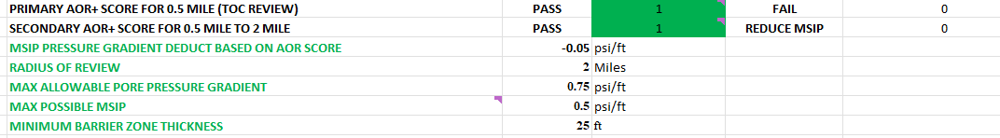 PRIMARY AOR+ SCORE FOR 0.5 MILE (TOC REVIEW) PASS 1 FAIL 0
SECONDARY AOR+ SCORE FOR 0.5 MILE TO 2 MILE PASS 1 REDUCE MSIP 0
MSIP PRESSURE GRADIENT DEDUCT BASED ON AOR SCORE -0.05 psi/ft
RADIUS OF REVIEW 2 Miles
MAX ALLOWABLE PORE PRESSURE GRADIENT 0.75 psi/ft
MAX POSSIBLE MSIP 0.5 psi/ft
MINIMUM BARRIER ZONE THICKNESS 25 ft